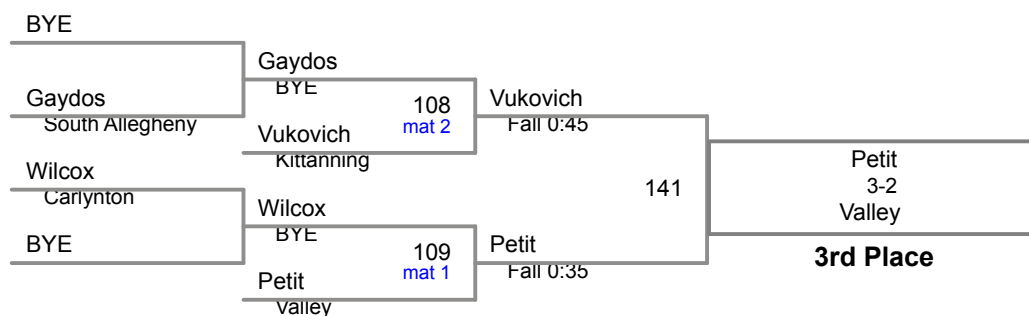 BYE
Gaydos
South Allegheny
Wilcox
Carlynton
BYE
Gaydos
BYE
Vukovich
Kittanning
108
mat 2
Wilcox
BYE
Petit
Valley
109
mat 1
Vukovich
Fall 0:45
Petit
Fall 0:35
141
Petit
3-2
Valley
3rd Place